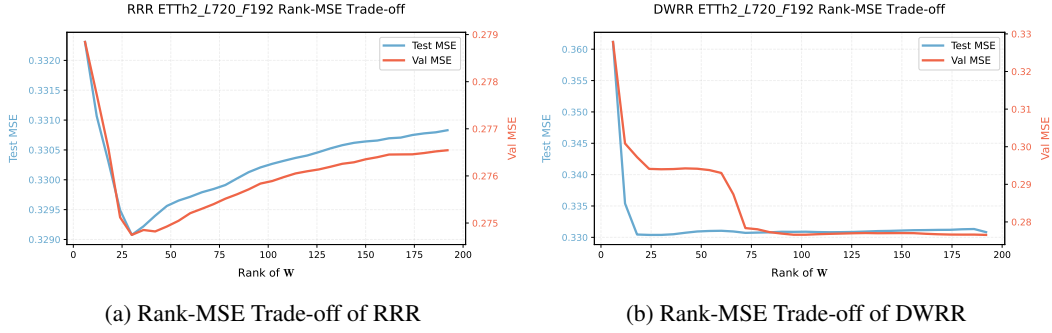 RRR ETTh2_L720_F192 Rank-MSE Trade-off
Test MSE
Val MSE
0.3320
0.3315
0.3310
0.3305
0.3300
0.3295
0.3290
Test MSE
0.279
0.278
0.277
0.276
0.275
Val MSE
0 25 50 75 100 125 150 175 200
Rank of W
(a) Rank-MSE Trade-off of RRR
DWRR ETTh2_L720_F192 Rank-MSE Trade-off
Test MSE
Val MSE
0.360
0.355
0.350
0.345
0.340
0.335
0.330
Test MSE
0.33
0.32
0.31
0.30
0.29
0.28
Val MSE
0 25 50 75 100 125 150 175 200
Rank of W
(b) Rank-MSE Trade-off of DWRR